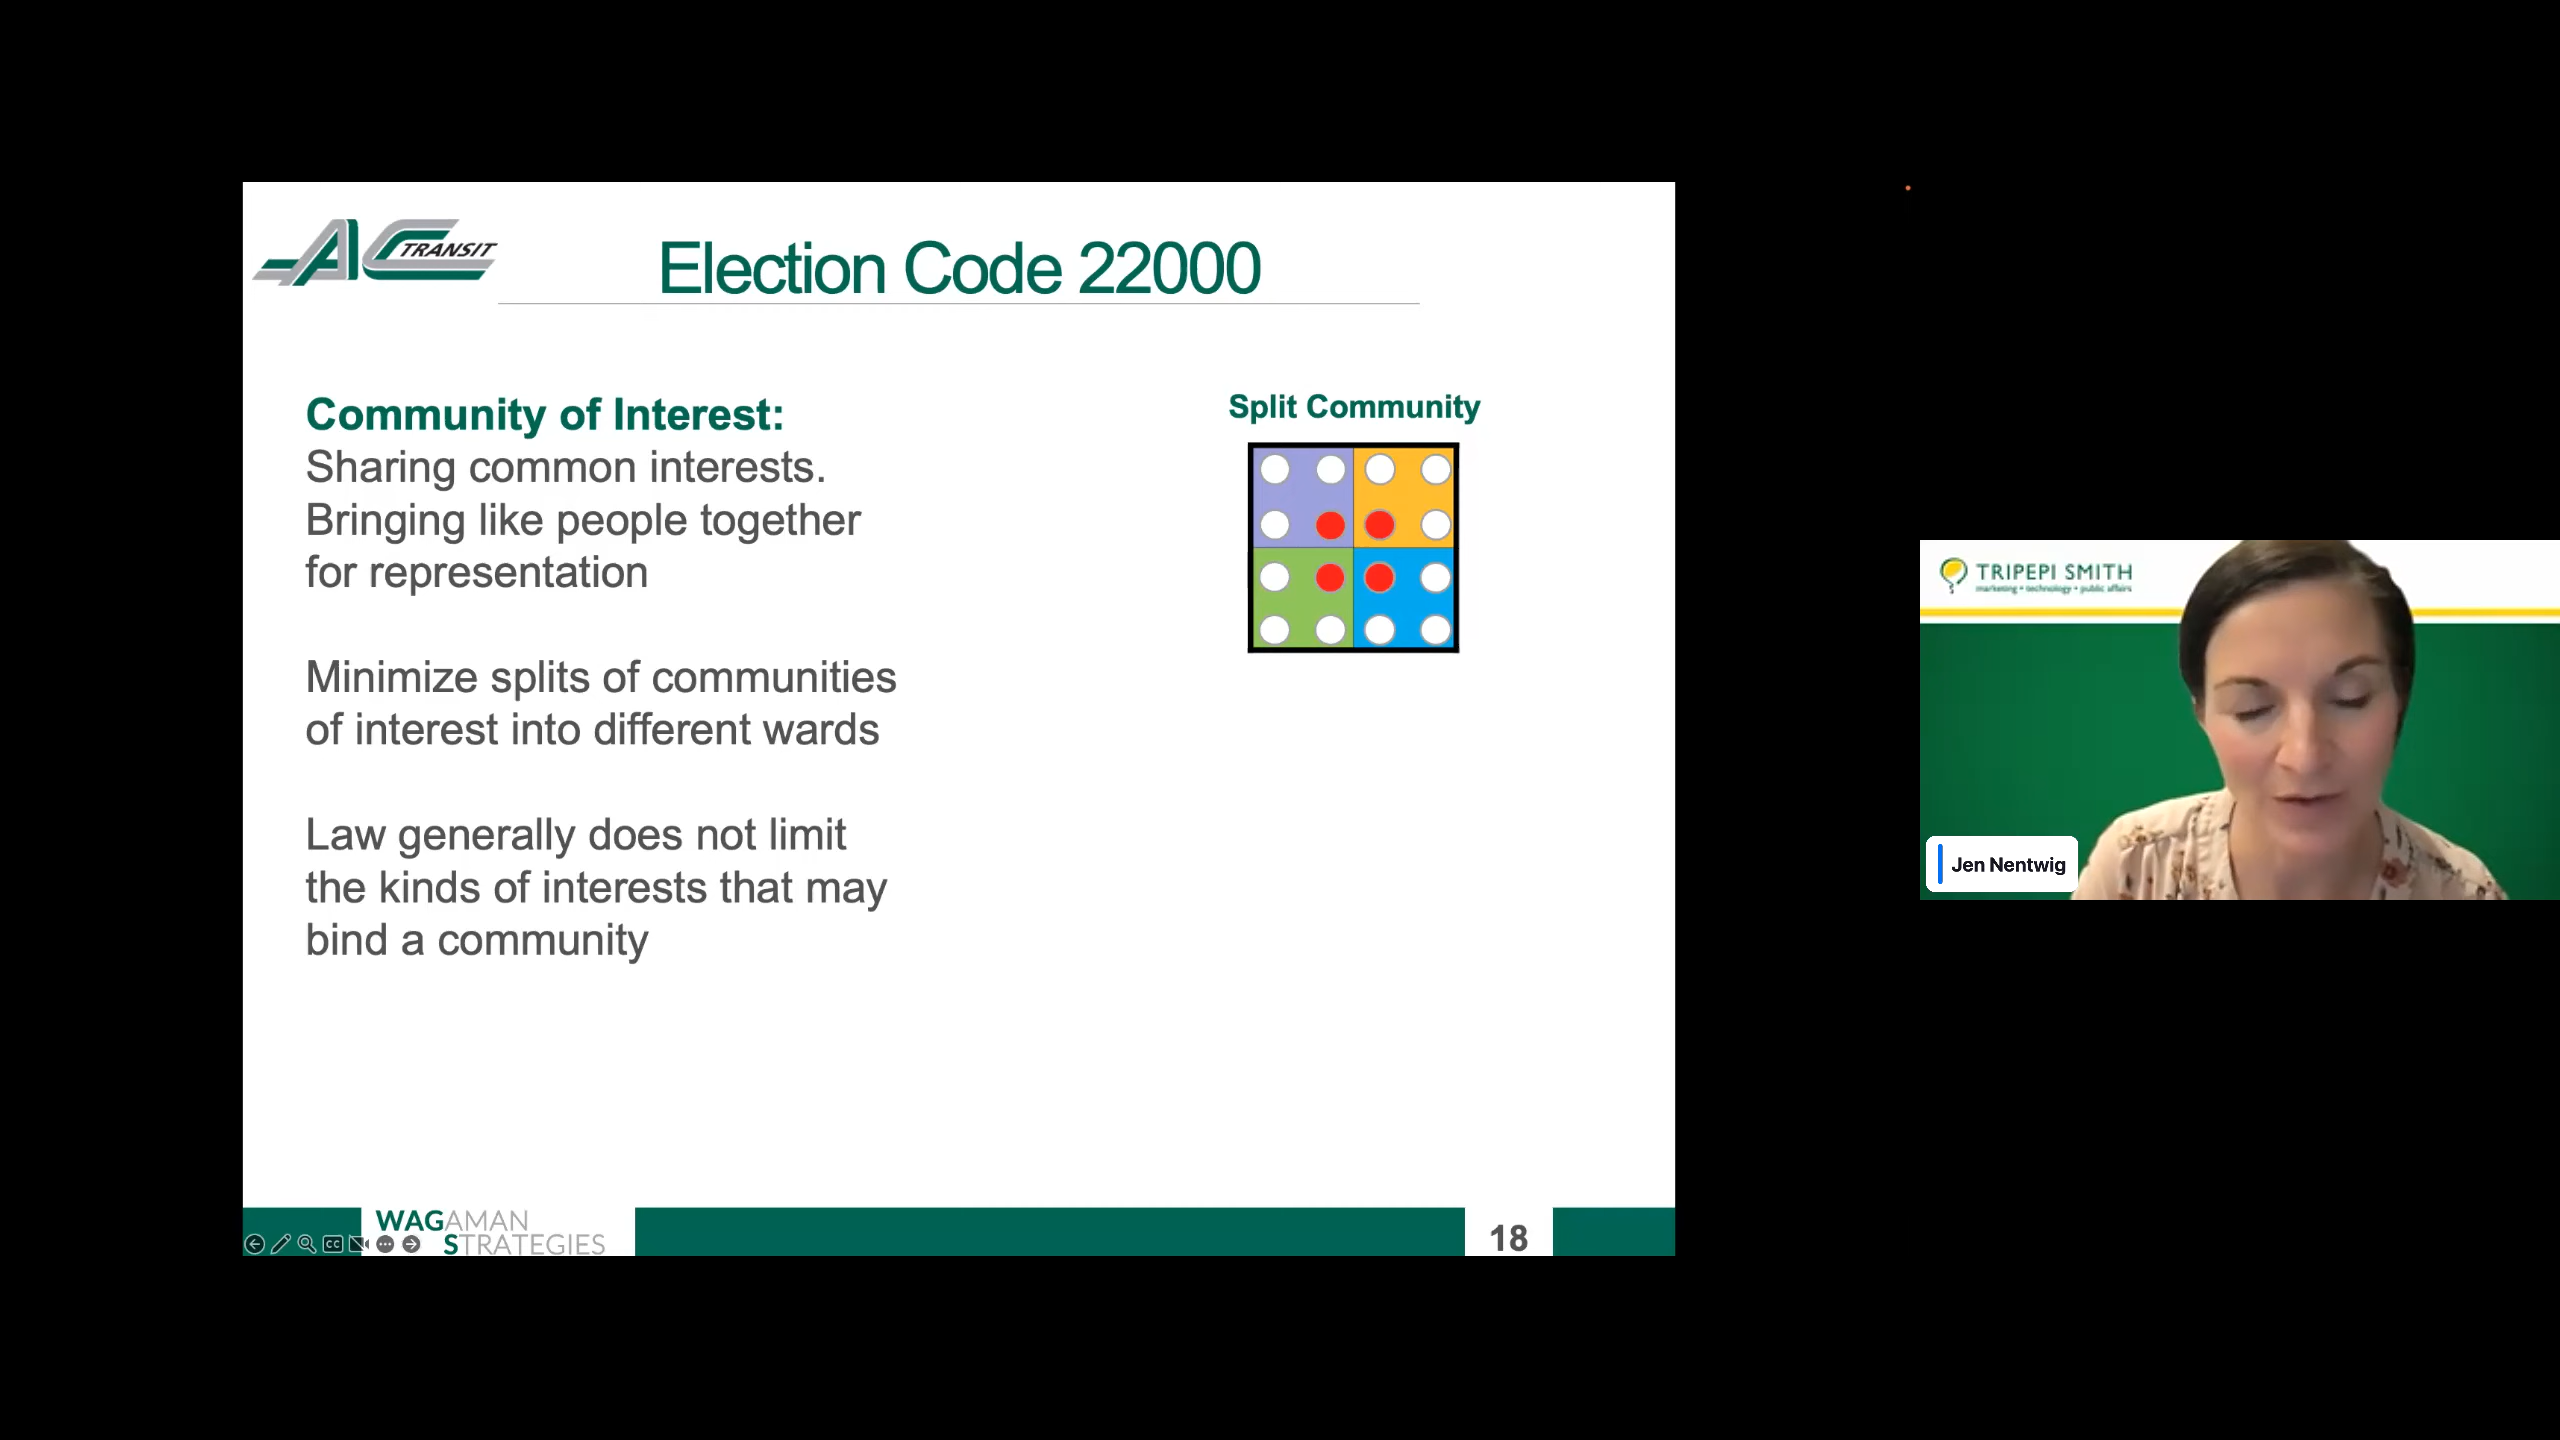 AC TRANSIT
Election Code 22000
Community of Interest:
Sharing common interests.
Bringing like people together
for representation
Minimize splits of communities
of interest into different wards
Law generally does not limit
the kinds of interests that may
bind a community
Split Community
WAGAMAN
STRATEGIES
CC
18
TRIPEPI SMITH
marketing • technology • public affairs
Jen Nentwig